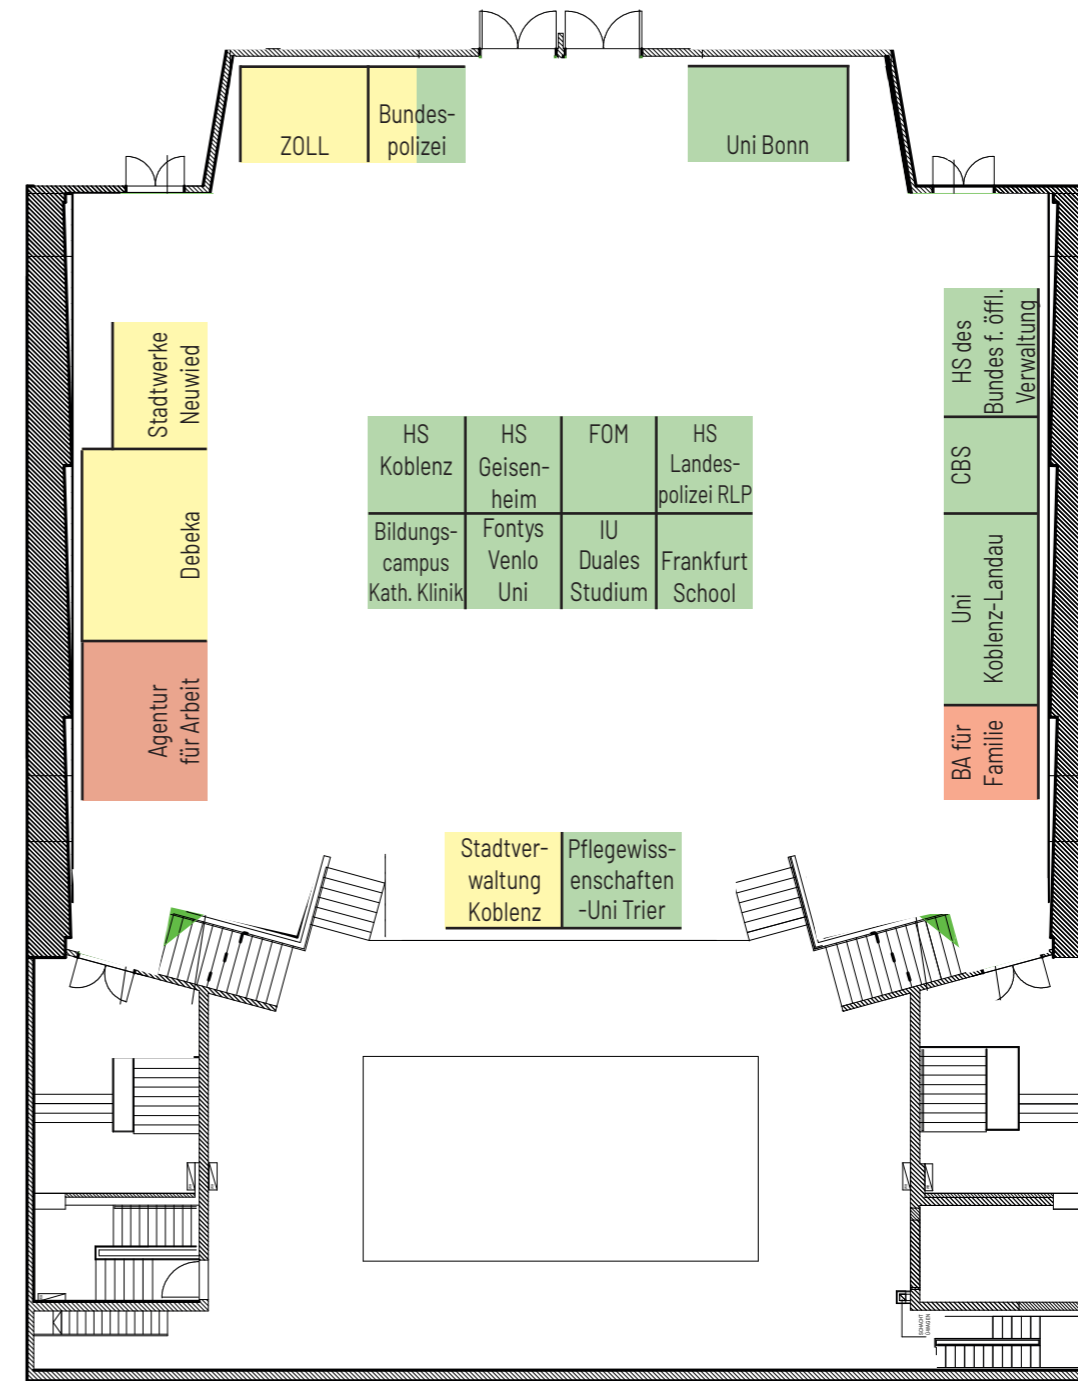 ZOLL
Bundes-
polizei
Uni Bonn
Stadtwerke
Neuwied
Debeka
Agentur
für Arbeit
HS
Koblenz
HS
Geisen-
heim
FOM
HS
Landes-
polizei RLP
Bildungs-
campus
Kath. Klinik
Fontys
Venlo
Uni
IU
Duales
Studium
Frankfurt
School
HS des
Bundes f. öffl.
Verwaltung
CBS
Uni
Koblenz-Landau
BA für
Familie
Stadtver-
waltung
Koblenz
Pflegewiss-
enschaften
-Uni Trier
SCHACHT